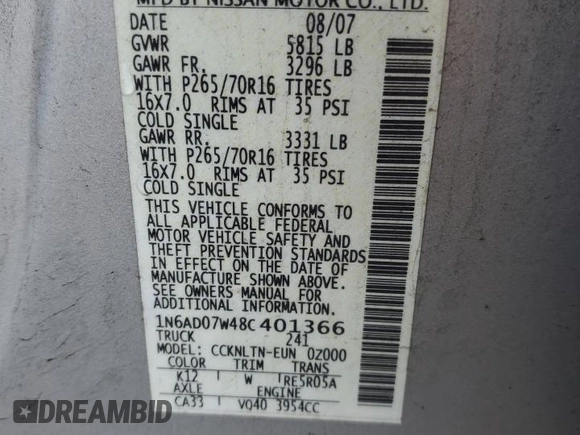 MFD BY NISSAN MOTOR CO., LTD.
DATE 08/07
GVWR 5815 LB
GAWR FR. 3296 LB
WITH P265/70R16 TIRES
16X7.0 RIMS AT 35 PSI
COLD SINGLE
GAWR RR. 3331 LB
WITH P265/70R16 TIRES
16X7.0 RIMS AT 35 PSI
COLD SINGLE
THIS VEHICLE CONFORMS TO
ALL APPLICABLE FEDERAL
MOTOR VEHICLE SAFETY AND
THEFT PREVENTION STANDARDS
IN EFFECT ON THE DATE OF
MANUFACTURE SHOWN ABOVE.
SEE OWNERS MANUAL FOR
ADDITIONAL INFORMATION.
1N6AD07W48C401366
TRUCK 241
MODEL: CCKNLTN-EUN 0Z000
COLOR TRIM TRANS
K12 W RE5R05A
AXLE ENGINE
CA33 VQ40 3954CC
DREAMBID